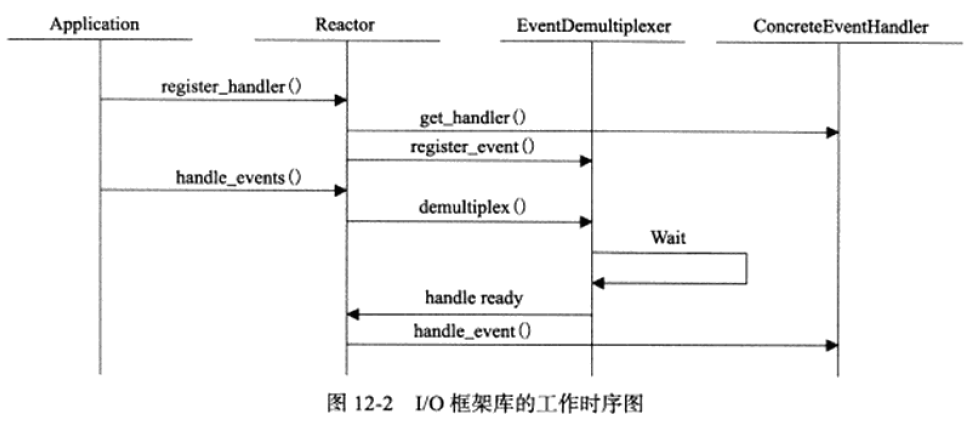 Application Reactor EventDemultiplexer ConcreteEventHandler
register_handler()
get_handler()
register_event()
handle_events()
demultiplex()
Wait
handle ready
handle_event()
图 12-2 I/O 框架库的工作时序图